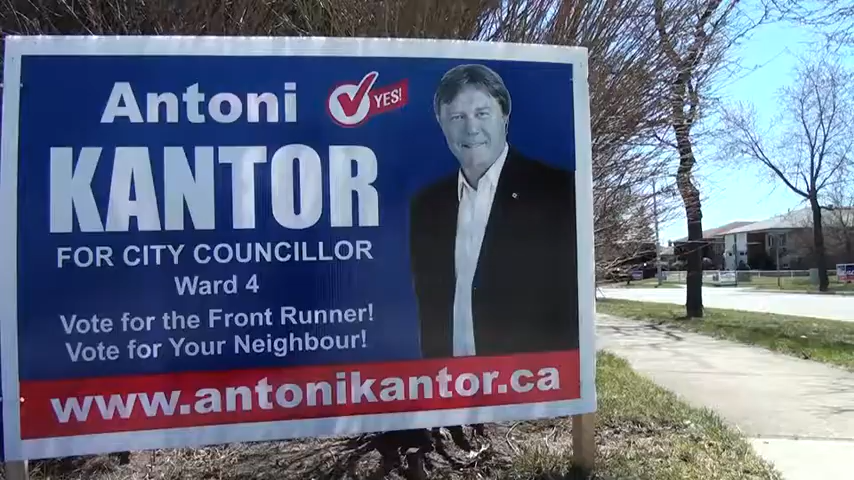 Antoni
YES!
KANTOR
FOR CITY COUNCILLOR
Ward 4
Vote for the Front Runner!
Vote for Your Neighbour!
www.antonikantor.ca